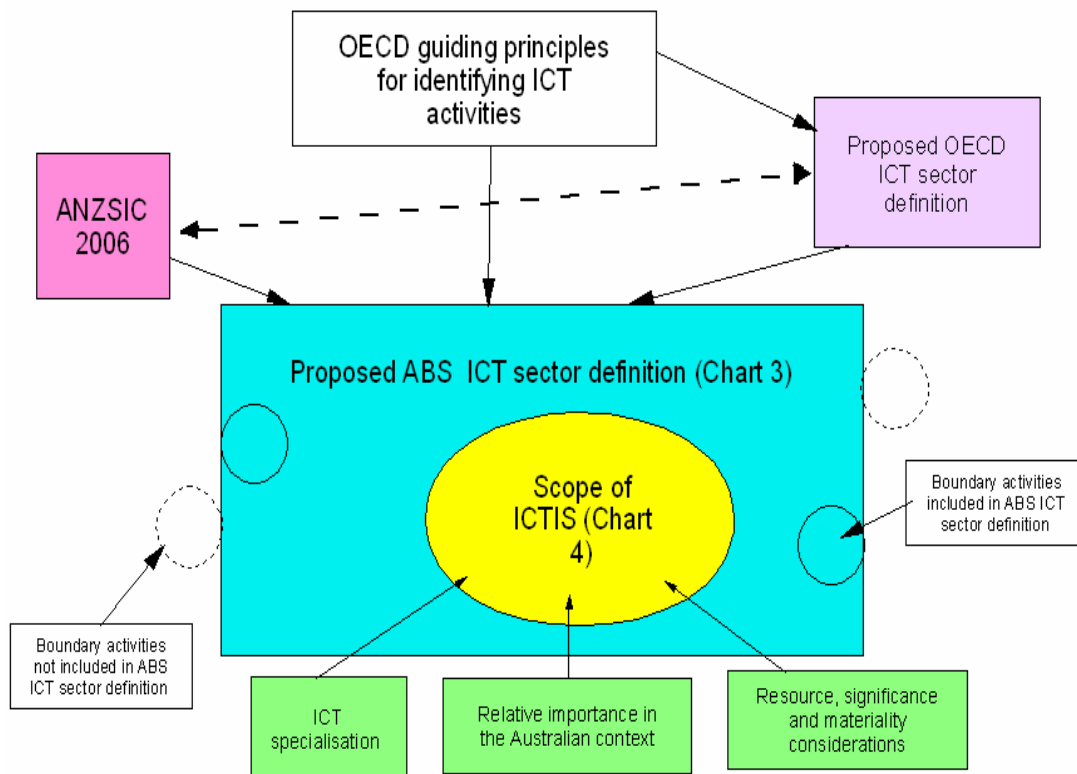 OECD guiding principles
for identifying ICT
activities
Proposed OECD
ICT sector
definition
ANZSIC
2006
Proposed ABS ICT sector definition (Chart 3)
Scope of
ICTIS (Chart
4)
Boundary activities
included in ABS ICT
sector definition
Boundary activities
not included in ABS
ICT sector definition
ICT
specialisation
Relative importance in
the Australian context
Resource, significance
and materiality
considerations